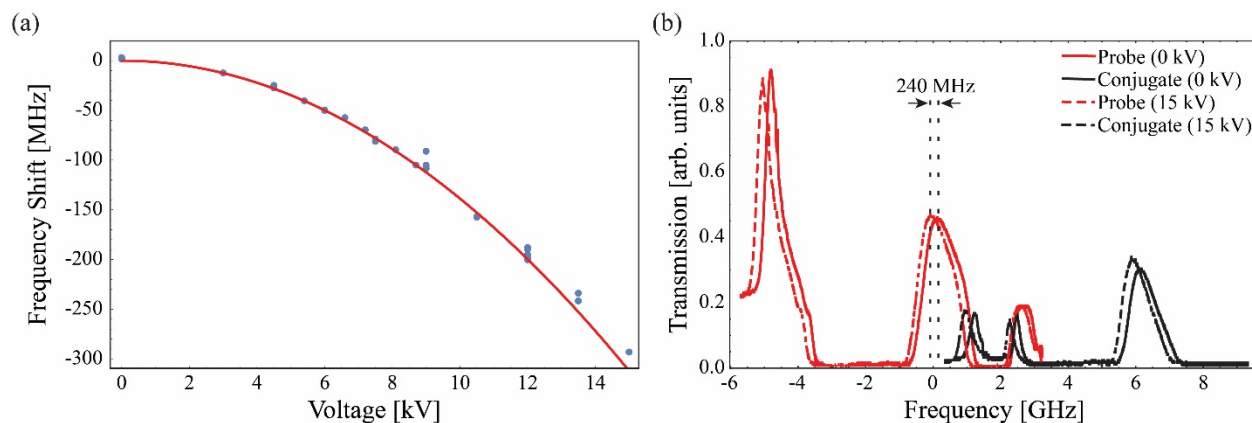 (a)
Frequency Shift [MHz]
0
-50
-100
-150
-200
-250
-300
0 2 4 6 8 10 12 14
Voltage [kV]
(b)
Transmission [arb. units]
1.0
0.8
0.6
0.4
0.2
0.0
240 MHz
Probe (0 kV)
Conjugate (0 kV)
Probe (15 kV)
Conjugate (15 kV)
-6 -4 -2 0 2 4 6 8
Frequency [GHz]